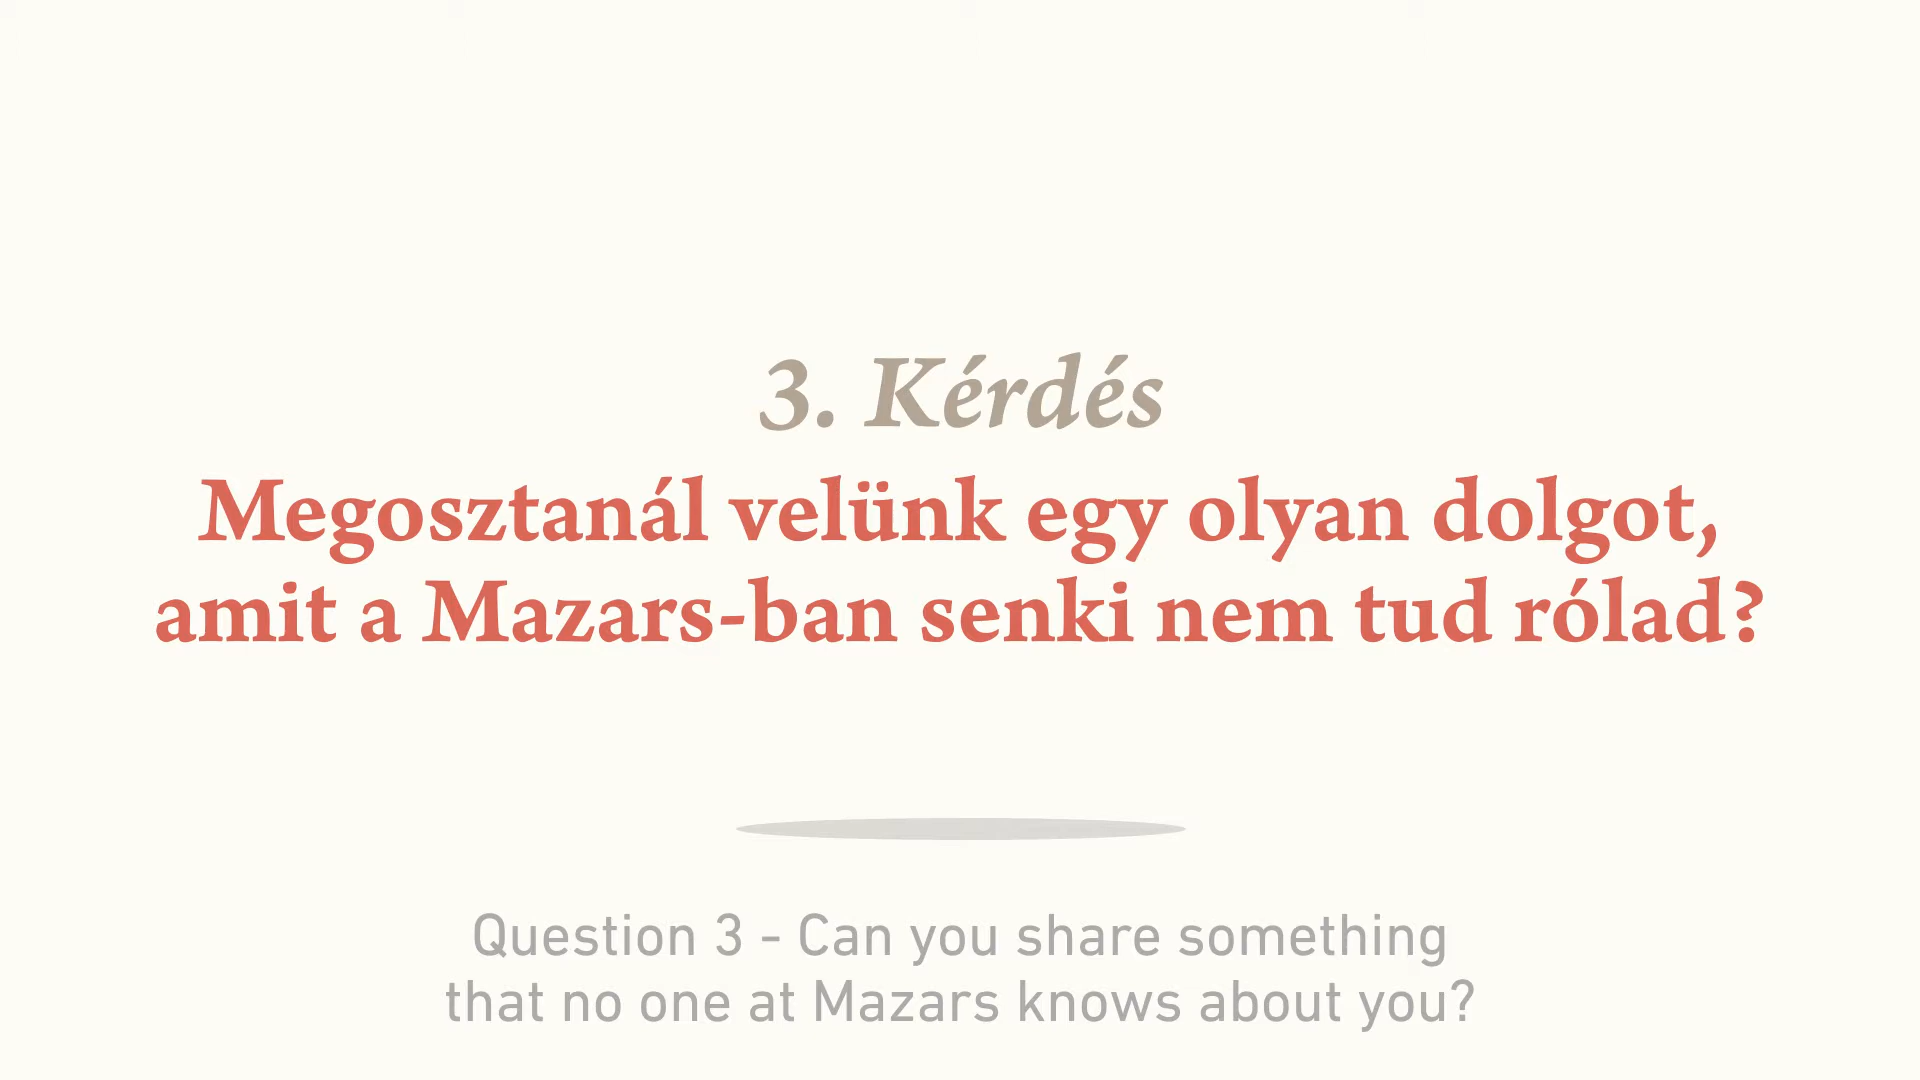 3. Kérdés
Megosztanál velünk egy olyan dolgot,
amit a Mazars-ban senki nem tud rólad?
Question 3 - Can you share something
that no one at Mazars knows about you?